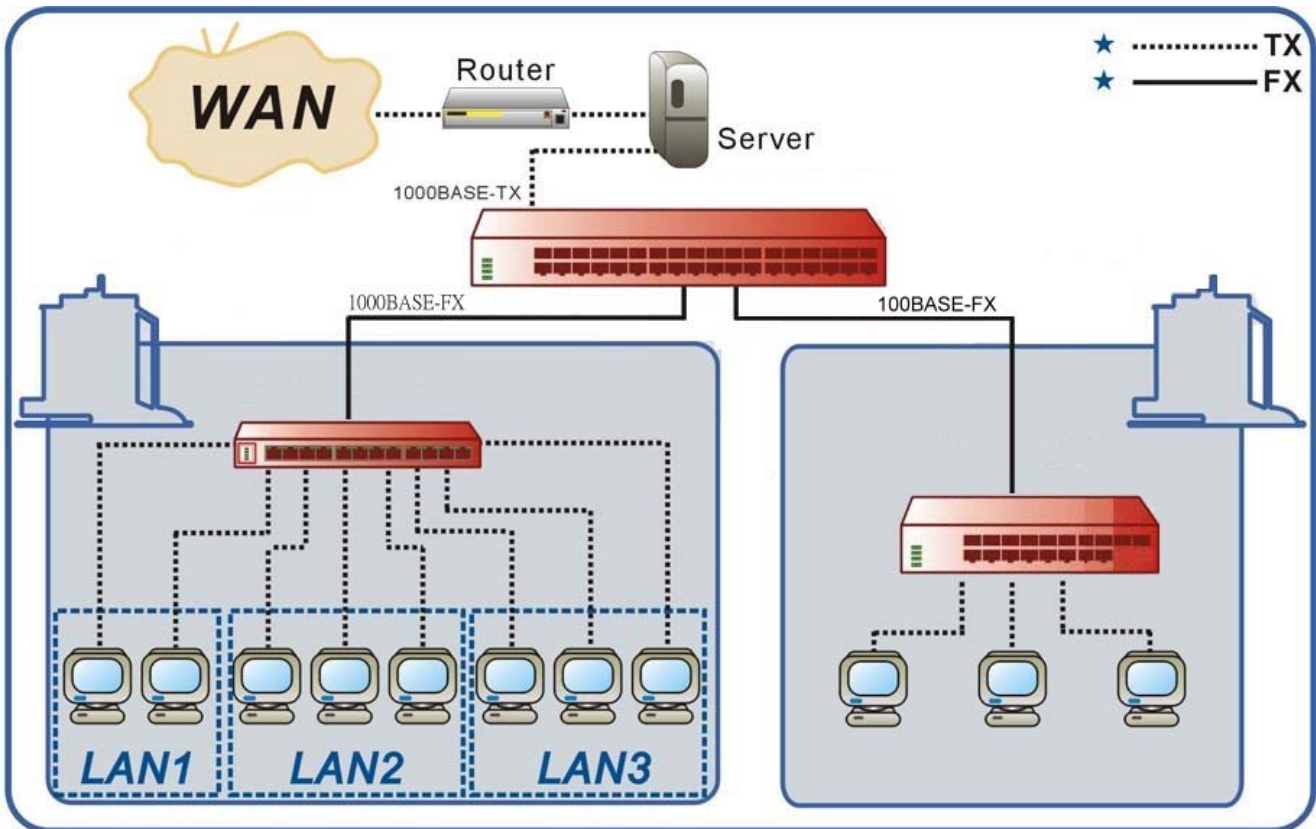 TX
FX
WAN
Router
Server
1000BASE-TX
1000BASE-FX
100BASE-FX
LAN1
LAN2
LAN3